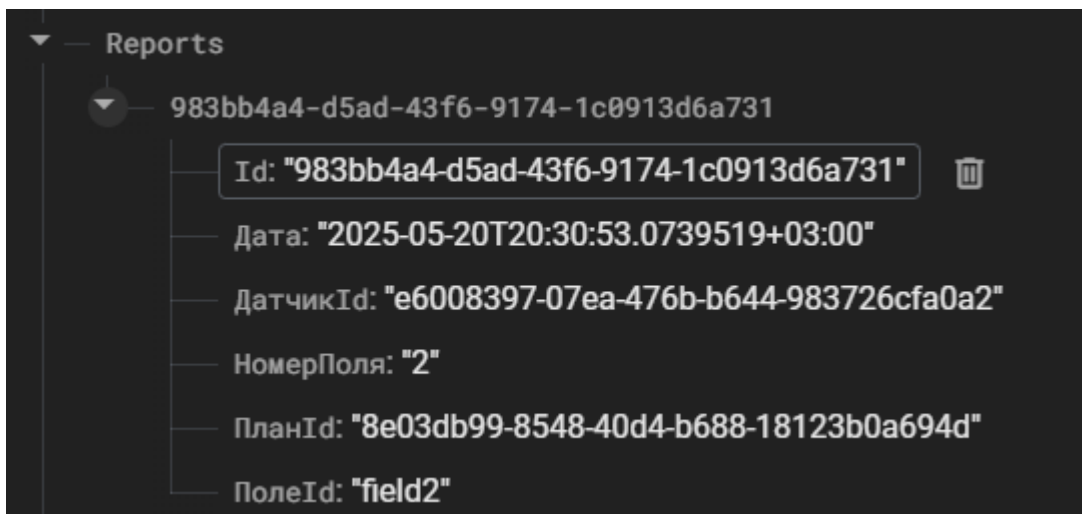 Reports
983bb4a4-d5ad-43f6-9174-1c0913d6a731
Id: "983bb4a4-d5ad-43f6-9174-1c0913d6a731"
Дата: "2025-05-20T20:30:53.0739519+03:00"
ДатчикId: "e6008397-07ea-476b-b644-983726cfa0a2"
НомерПоля: "2"
ПланId: "8e03db99-8548-40d4-b688-18123b0a694d"
ПолеId: "field2"